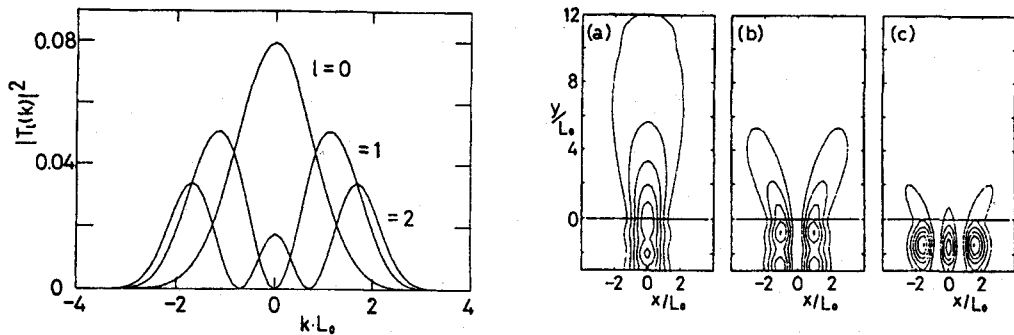 0.08
0.04
0
|Tₗ(k)|²
l=0
=1
=2
-4 -2 0 2 4
k·L₀
12
8
4
0
y/L₀
(a) (b) (c)
-2 0 2 -2 0 2 -2 0 2
x/L₀ x/L₀ x/L₀